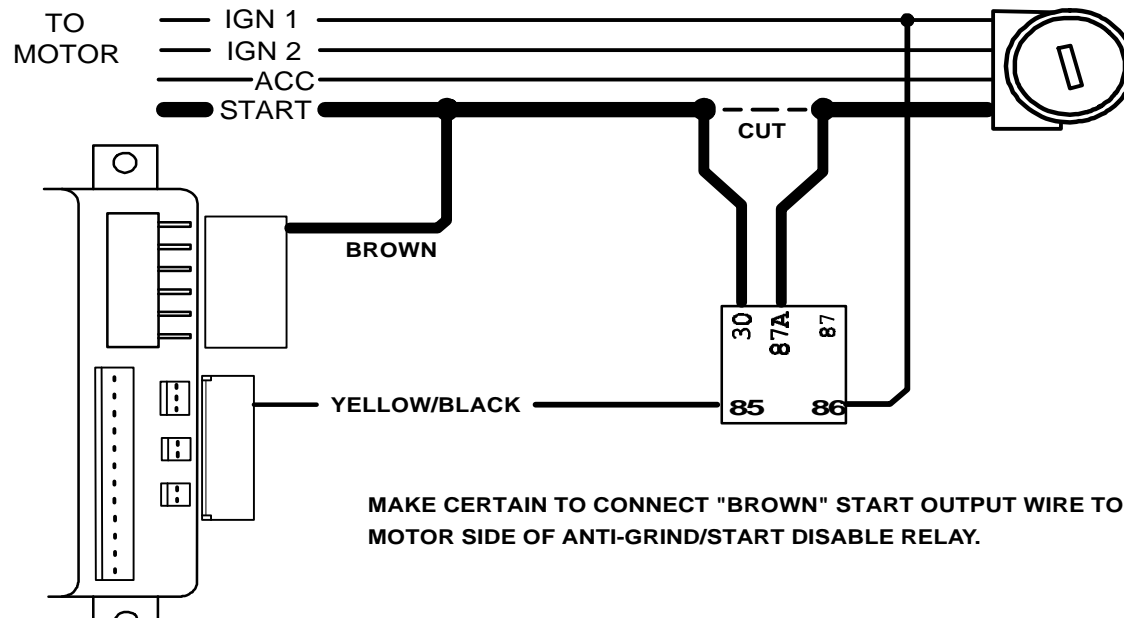 TO
MOTOR
IGN 1
IGN 2
ACC
START
CUT
BROWN
30
87A
87
85
86
YELLOW/BLACK
MAKE CERTAIN TO CONNECT "BROWN" START OUTPUT WIRE TO
MOTOR SIDE OF ANTI-GRIND/START DISABLE RELAY.